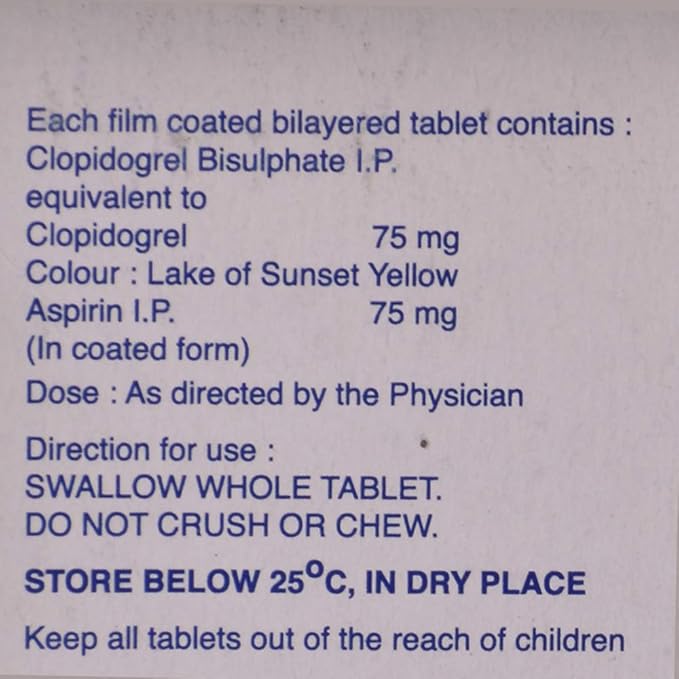 Each film coated bilayered tablet contains :
Clopidogrel Bisulphate I.P.
equivalent to
Clopidogrel 75 mg
Colour : Lake of Sunset Yellow
Aspirin I.P. 75 mg
(In coated form)
Dose : As directed by the Physician
Direction for use :
SWALLOW WHOLE TABLET.
DO NOT CRUSH OR CHEW.
STORE BELOW 25°C, IN DRY PLACE
Keep all tablets out of the reach of children